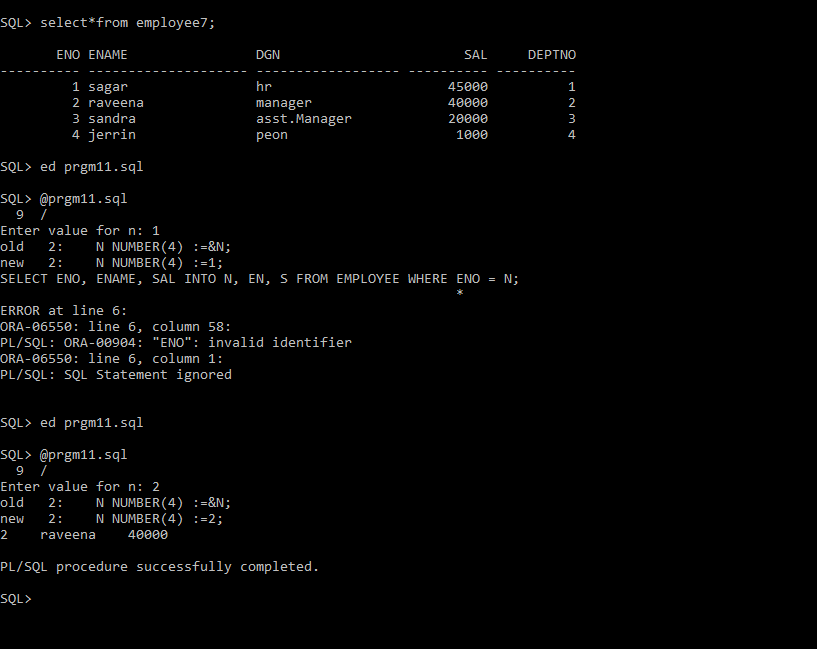 SQL> select*from employee7;
       ENO ENAME                DGN                       SAL     DEPTNO
---------- -------------------- ------------------ ---------- ----------
         1 sagar                hr                      45000          1
         2 raveena              manager                 40000          2
         3 sandra               asst.Manager            20000          3
         4 jerrin               peon                     1000          4
SQL> ed prgm11.sql
SQL> @prgm11.sql
  9  /
Enter value for n: 1
old   2:    N NUMBER(4) :=&N;
new   2:    N NUMBER(4) :=1;
SELECT ENO, ENAME, SAL INTO N, EN, S FROM EMPLOYEE WHERE ENO = N;
                                                         *
ERROR at line 6:
ORA-06550: line 6, column 58:
PL/SQL: ORA-00904: "ENO": invalid identifier
ORA-06550: line 6, column 1:
PL/SQL: SQL Statement ignored
SQL> ed prgm11.sql
SQL> @prgm11.sql
  9  /
Enter value for n: 2
old   2:    N NUMBER(4) :=&N;
new   2:    N NUMBER(4) :=2;
2    raveena    40000
PL/SQL procedure successfully completed.
SQL>